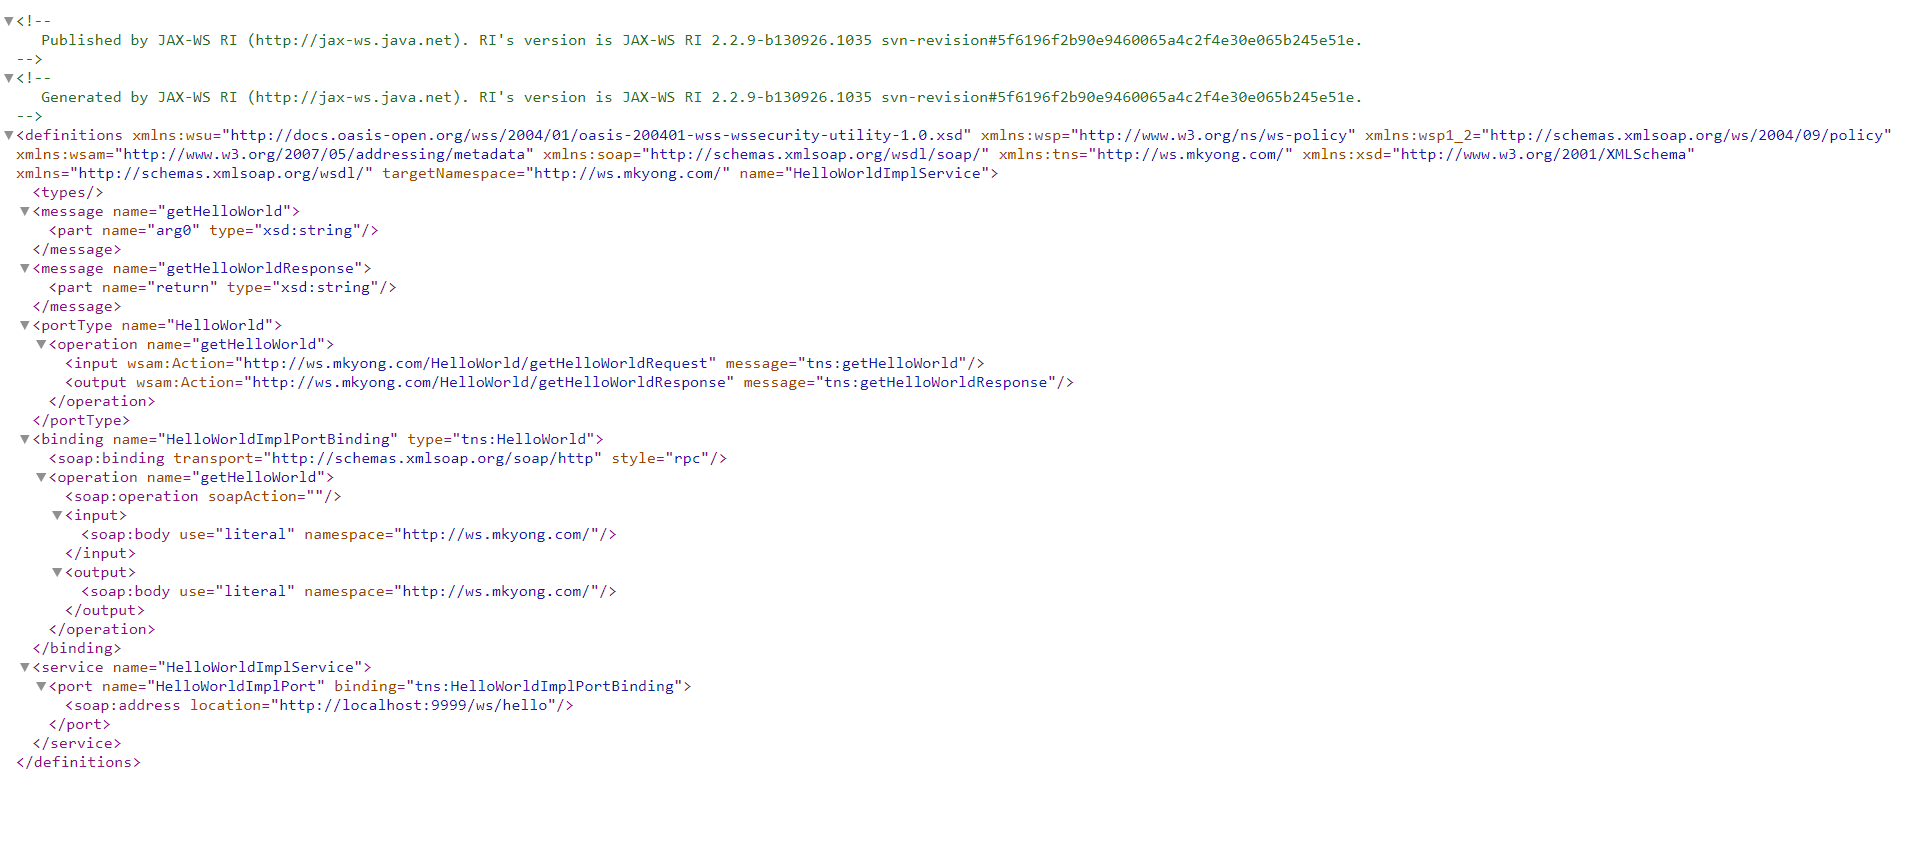 ▼<!--
Published by JAX-WS RI (http://jax-ws.java.net). RI's version is JAX-WS RI 2.2.9-b130926.1035 svn-revision#5f6196f2b90e9460065a4c2f4e30e065b245e51e.
-->
▼<!--
Generated by JAX-WS RI (http://jax-ws.java.net). RI's version is JAX-WS RI 2.2.9-b130926.1035 svn-revision#5f6196f2b90e9460065a4c2f4e30e065b245e51e.
-->
▼<definitions xmlns:wsu="http://docs.oasis-open.org/wss/2004/01/oasis-200401-wss-wssecurity-utility-1.0.xsd" xmlns:wsp="http://www.w3.org/ns/ws-policy" xmlns:wsp1_2="http://schemas.xmlsoap.org/ws/2004/09/policy"
xmlns:wsam="http://www.w3.org/2007/05/addressing/metadata" xmlns:soap="http://schemas.xmlsoap.org/wsdl/soap/" xmlns:tns="http://ws.mkyong.com/" xmlns:xsd="http://www.w3.org/2001/XMLSchema"
xmlns="http://schemas.xmlsoap.org/wsdl/" targetNamespace="http://ws.mkyong.com/" name="HelloWorldImplService">
<types/>
▼<message name="getHelloWorld">
<part name="arg0" type="xsd:string"/>
</message>
▼<message name="getHelloWorldResponse">
<part name="return" type="xsd:string"/>
</message>
▼<portType name="HelloWorld">
▼<operation name="getHelloWorld">
<input wsam:Action="http://ws.mkyong.com/HelloWorld/getHelloWorldRequest" message="tns:getHelloWorld"/>
<output wsam:Action="http://ws.mkyong.com/HelloWorld/getHelloWorldResponse" message="tns:getHelloWorldResponse"/>
</operation>
</portType>
▼<binding name="HelloWorldImplPortBinding" type="tns:HelloWorld">
<soap:binding transport="http://schemas.xmlsoap.org/soap/http" style="rpc"/>
▼<operation name="getHelloWorld">
<soap:operation soapAction=""/>
▼<input>
<soap:body use="literal" namespace="http://ws.mkyong.com/"/>
</input>
▼<output>
<soap:body use="literal" namespace="http://ws.mkyong.com/"/>
</output>
</operation>
</binding>
▼<service name="HelloWorldImplService">
▼<port name="HelloWorldImplPort" binding="tns:HelloWorldImplPortBinding">
<soap:address location="http://localhost:9999/ws/hello"/>
</port>
</service>
</definitions>